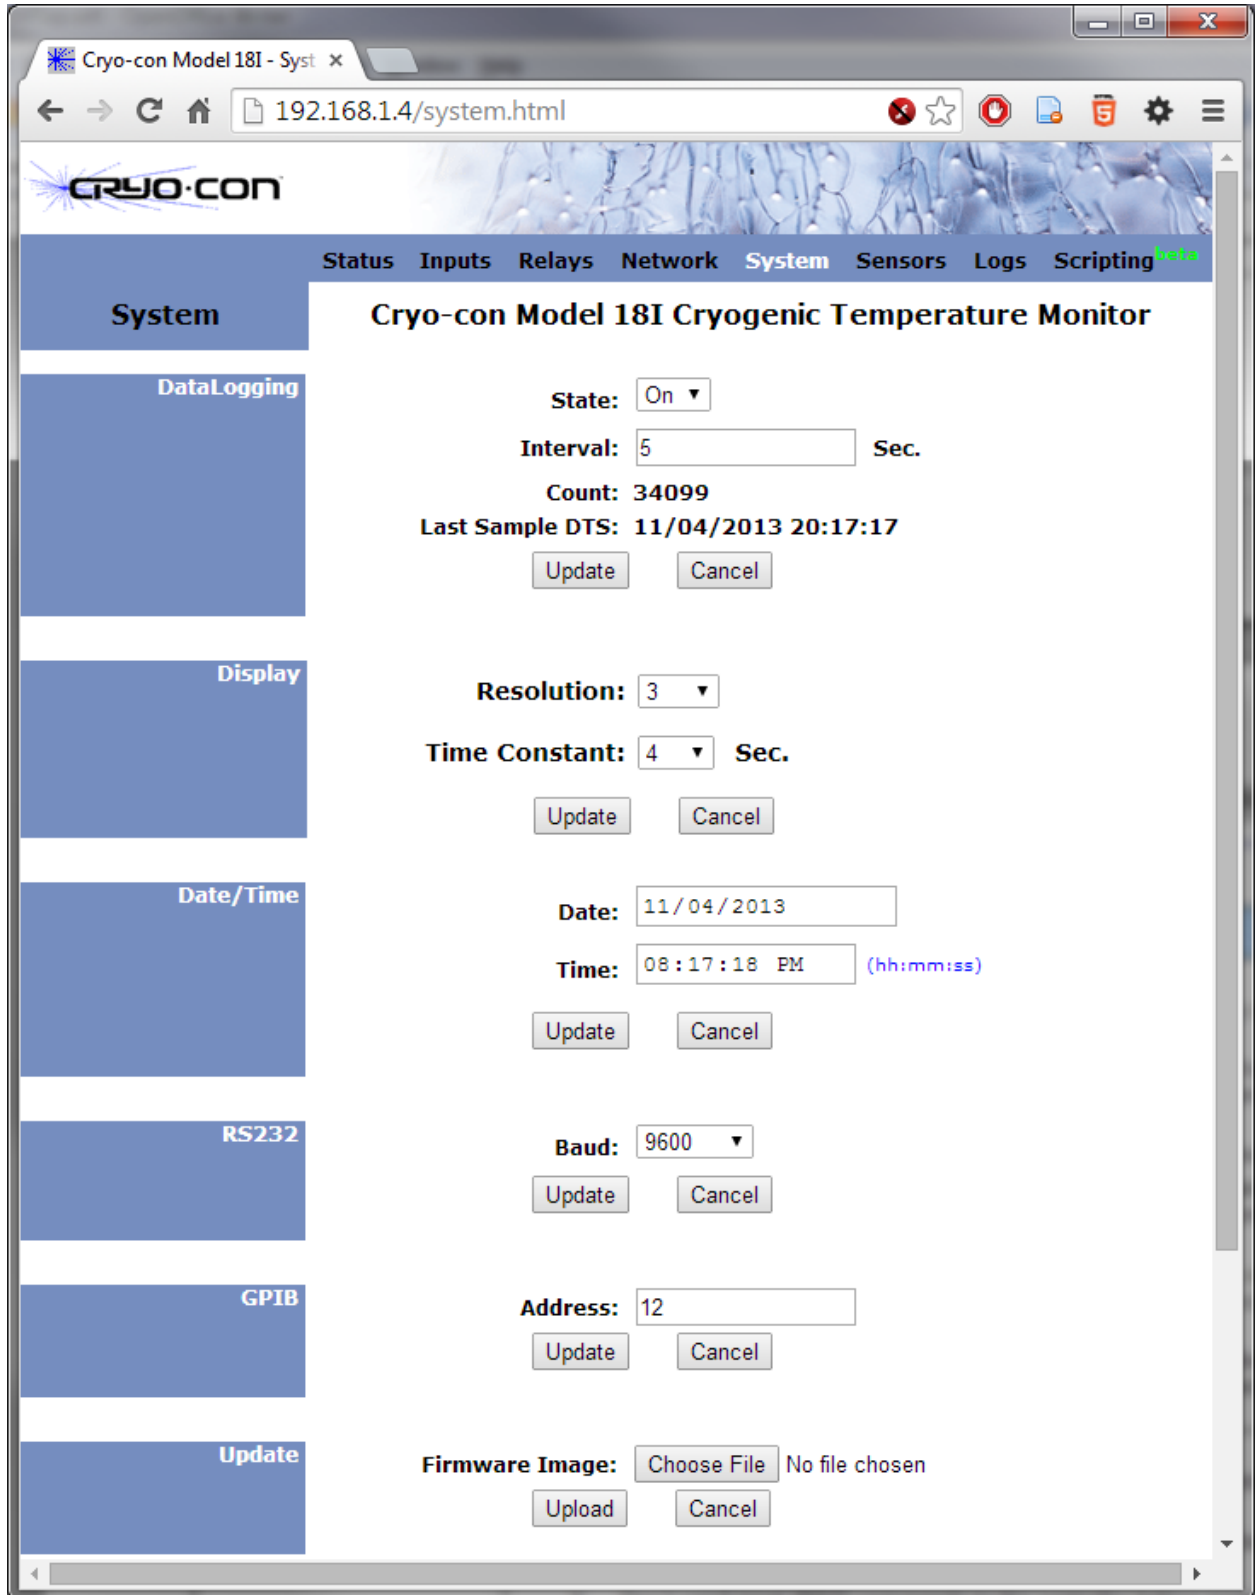 Cryo-con Model 18I - Syst
192.168.1.4/system.html
CRYO·CON
Status Inputs Relays Network System Sensors Logs Scripting beta
System
Cryo-con Model 18I Cryogenic Temperature Monitor
DataLogging
State: On
Interval: 5 Sec.
Count: 34099
Last Sample DTS: 11/04/2013 20:17:17
Update Cancel
Display
Resolution: 3
Time Constant: 4 Sec.
Update Cancel
Date/Time
Date: 11/04/2013
Time: 08:17:18 PM (hh:mm:ss)
Update Cancel
RS232
Baud: 9600
Update Cancel
GPIB
Address: 12
Update Cancel
Update
Firmware Image: Choose File No file chosen
Upload Cancel